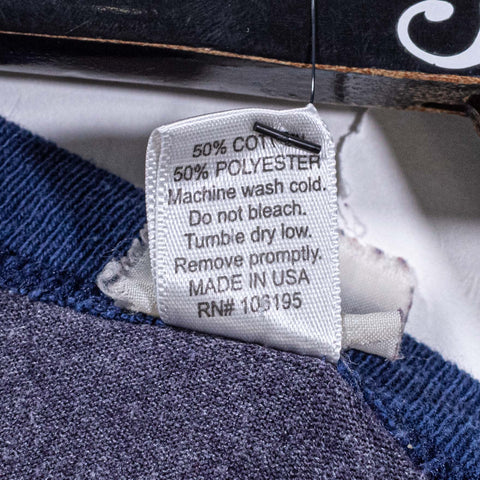 50% COTTON
50% POLYESTER
Machine wash cold.
Do not bleach.
Tumble dry low.
Remove promptly.
MADE IN USA
RN# 106195